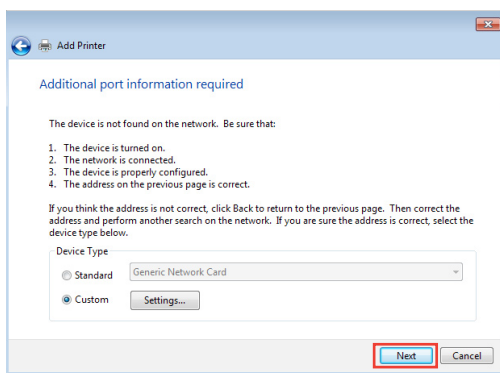 Add Printer
Additional port information required
The device is not found on the network. Be sure that:
1. The device is turned on.
2. The network is connected.
3. The device is properly configured.
4. The address on the previous page is correct.
If you think the address is not correct, click Back to return to the previous page. Then correct the
address and perform another search on the network. If you are sure the address is correct, select the
device type below.
Device Type
Standard
Generic Network Card
Custom
Settings...
Next
Cancel